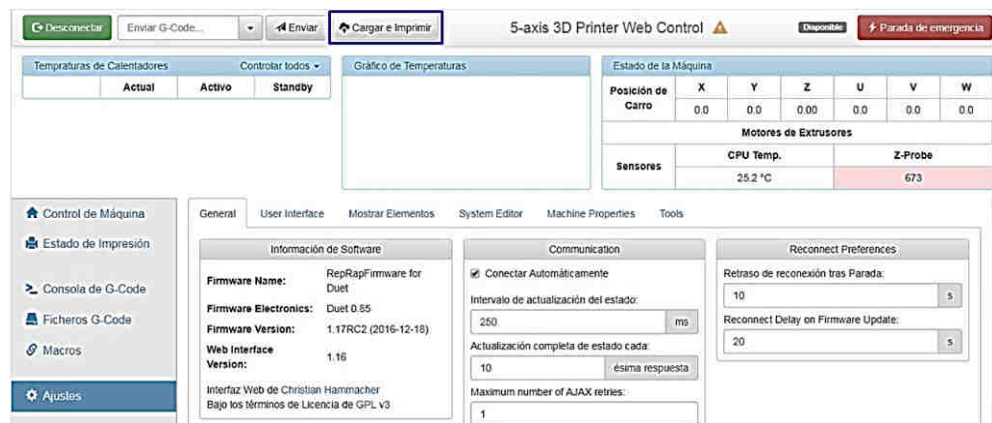 Desconectar Enviar G-Code... Enviar Cargar e Imprimir 5-axis 3D Printer Web Control Disponible Parada de emergencia
Tempraturas de Calentadores Controlar todos
Actual Activo Standby
Gráfico de Temperaturas
Estado de la Máquina
Posición de Carro X Y Z U V W
0.0 0.0 0.00 0.0 0.0 0.0
Motores de Extrusores
Sensores CPU Temp. Z-Probe
25.2 °C 673
Control de Máquina
Estado de Impresión
Consola de G-Code
Ficheros G-Code
Macros
Ajustes
General User Interface Mostrar Elementos System Editor Machine Properties Tools
Información de Software
Firmware Name: RepRapFirmware for
Duet
Firmware Electronics: Duet 0.85
Firmware Version: 1.17RC2 (2016-12-18)
Web Interface
Version: 1.16
Interfaz Web de Christian Hammacher
Bajo los términos de Licencia de GPL v3
Communication
Conectar Automáticamente
Intervalo de actualización del estado:
250 ms
Actualización completa de estado cada:
10 ésima respuesta
Maximum number of AJAX retries:
1
Reconnect Preferences
Retraso de reconexión tras Parada:
10 s
Reconnect Delay on Firmware Update:
20 s